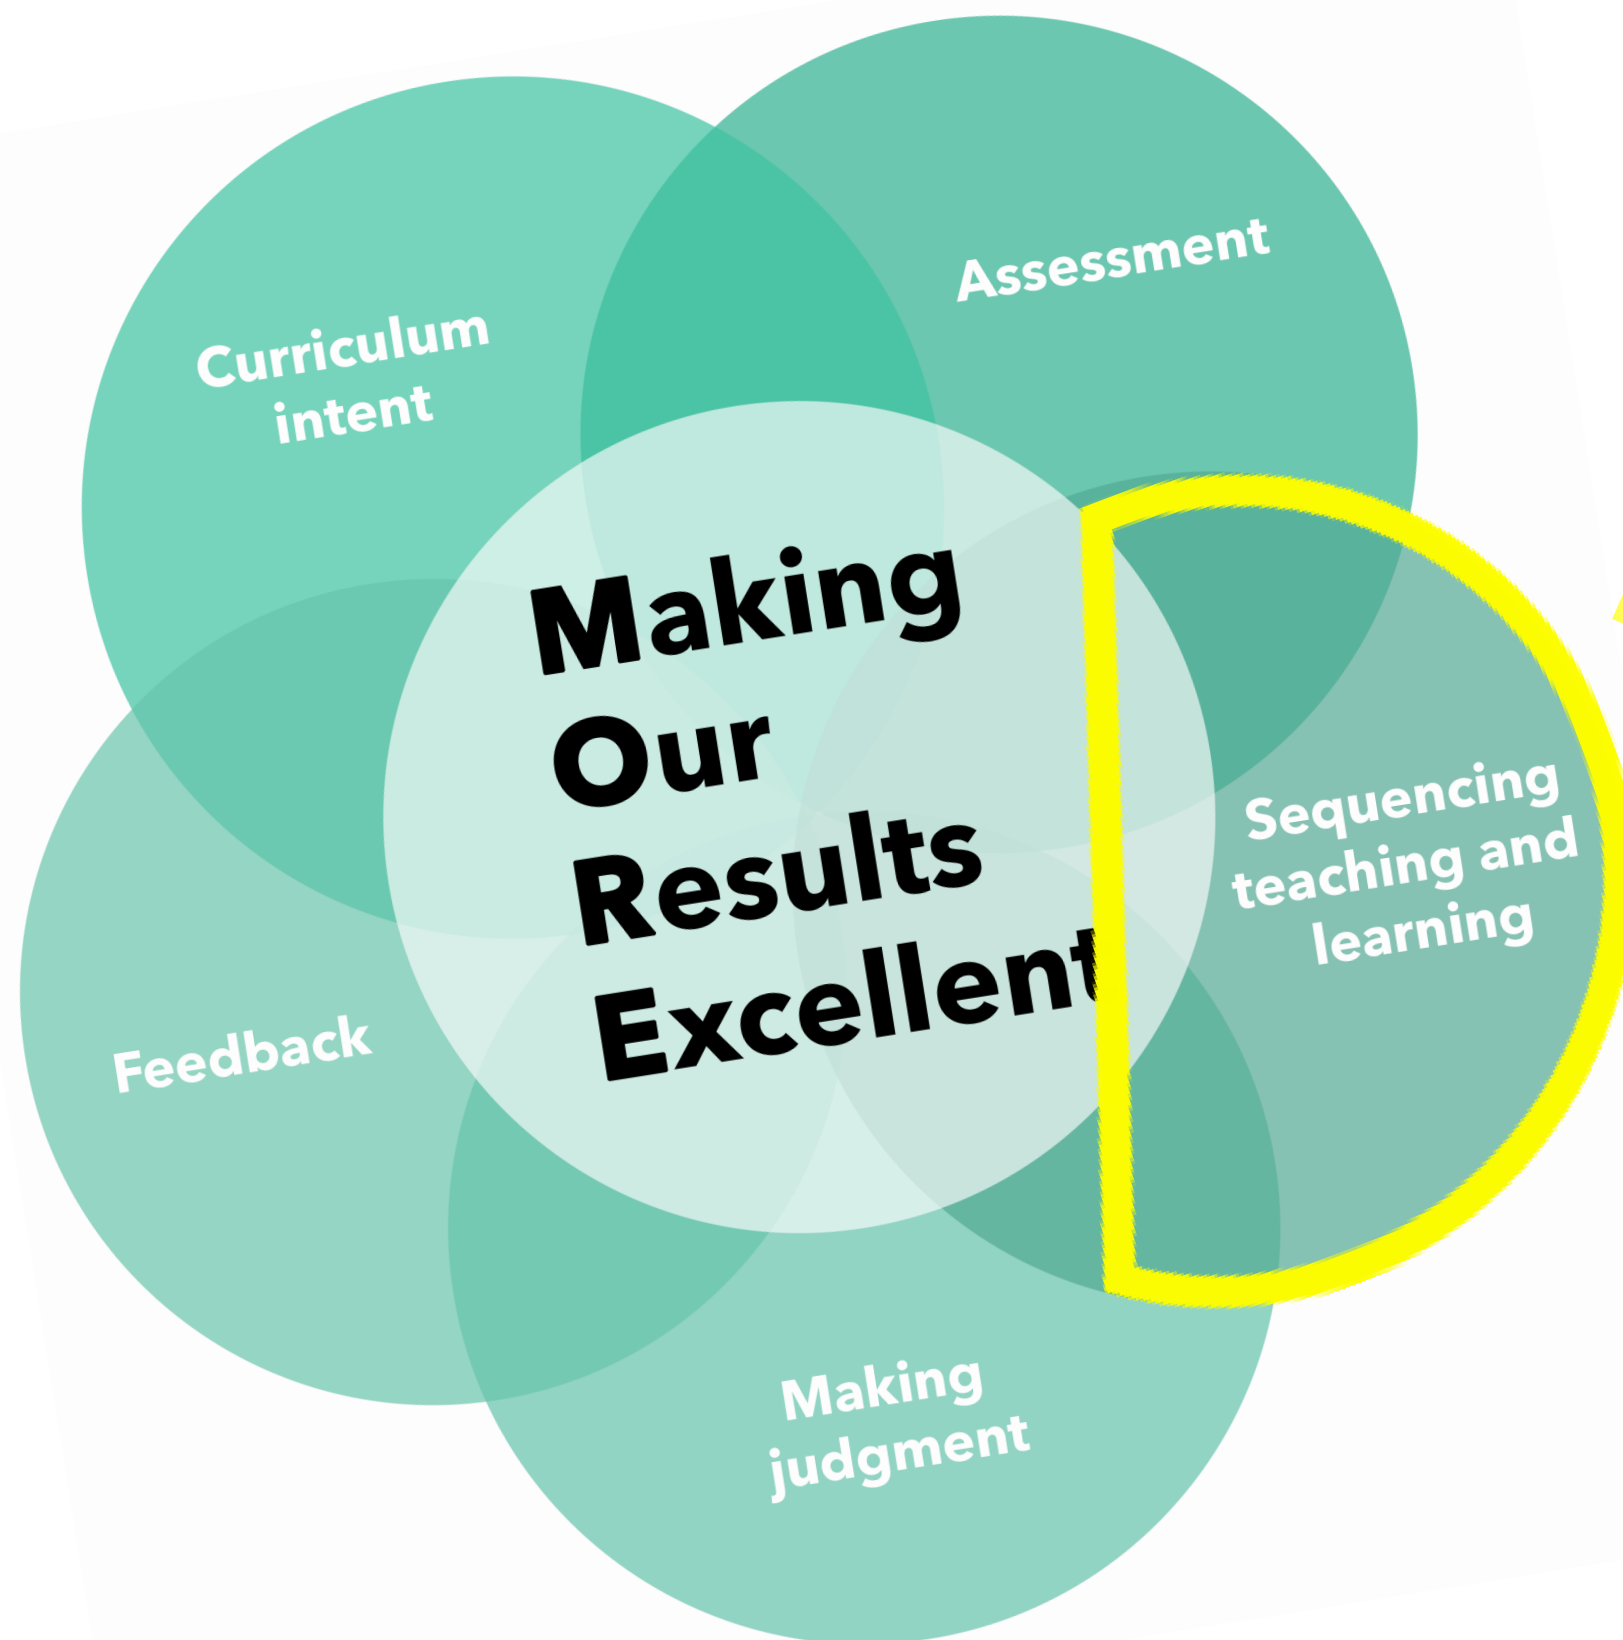 Curriculum
intent
Assessment
Making
Our
Results
Excellent
Sequencing
teaching and
learning
Feedback
Making
judgment